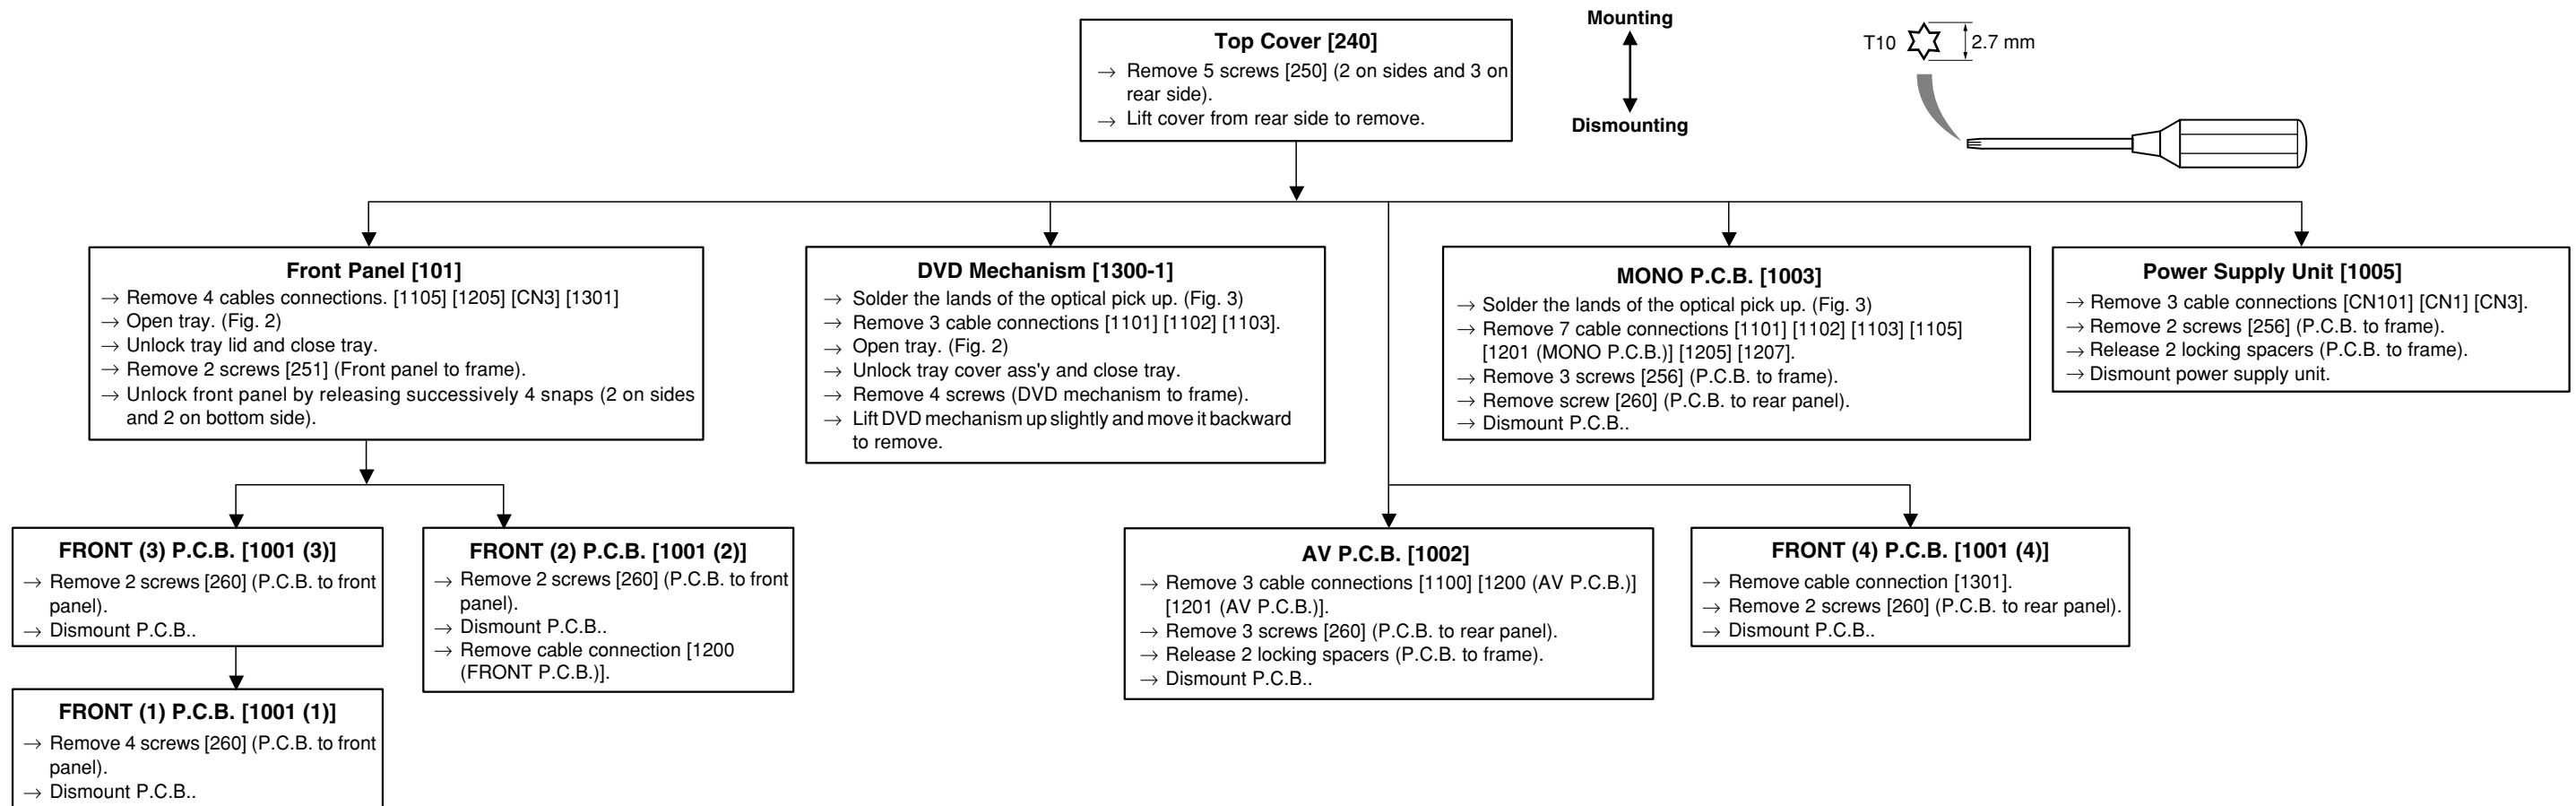 Top Cover [240]
→ Remove 5 screws [250] (2 on sides and 3 on
rear side).
→ Lift cover from rear side to remove.
Mounting
Dismounting
T10
2.7 mm
Front Panel [101]
→ Remove 4 cables connections. [1105] [1205] [CN3] [1301]
→ Open tray. (Fig. 2)
→ Unlock tray lid and close tray.
→ Remove 2 screws [251] (Front panel to frame).
→ Unlock front panel by releasing successively 4 snaps (2 on sides
and 2 on bottom side).
DVD Mechanism [1300-1]
→ Solder the lands of the optical pick up. (Fig. 3)
→ Remove 3 cable connections [1101] [1102] [1103].
→ Open tray. (Fig. 2)
→ Unlock tray cover ass'y and close tray.
→ Remove 4 screws (DVD mechanism to frame).
→ Lift DVD mechanism up slightly and move it backward
to remove.
MONO P.C.B. [1003]
→ Solder the lands of the optical pick up. (Fig. 3)
→ Remove 7 cable connections [1101] [1102] [1103] [1105]
[1201 (MONO P.C.B.)] [1205] [1207].
→ Remove 3 screws [256] (P.C.B. to frame).
→ Remove screw [260] (P.C.B. to rear panel).
→ Dismount P.C.B..
Power Supply Unit [1005]
→ Remove 3 cable connections [CN101] [CN1] [CN3].
→ Remove 2 screws [256] (P.C.B. to frame).
→ Release 2 locking spacers (P.C.B. to frame).
→ Dismount power supply unit.
FRONT (3) P.C.B. [1001 (3)]
→ Remove 2 screws [260] (P.C.B. to front
panel).
→ Dismount P.C.B..
FRONT (2) P.C.B. [1001 (2)]
→ Remove 2 screws [260] (P.C.B. to front
panel).
→ Dismount P.C.B..
→ Remove cable connection [1200
(FRONT P.C.B.)].
AV P.C.B. [1002]
→ Remove 3 cable connections [1100] [1200 (AV P.C.B.)]
[1201 (AV P.C.B.)].
→ Remove 3 screws [260] (P.C.B. to rear panel).
→ Release 2 locking spacers (P.C.B. to frame).
→ Dismount P.C.B..
FRONT (4) P.C.B. [1001 (4)]
→ Remove cable connection [1301].
→ Remove 2 screws [260] (P.C.B. to rear panel).
→ Dismount P.C.B..
FRONT (1) P.C.B. [1001 (1)]
→ Remove 4 screws [260] (P.C.B. to front
panel).
→ Dismount P.C.B..